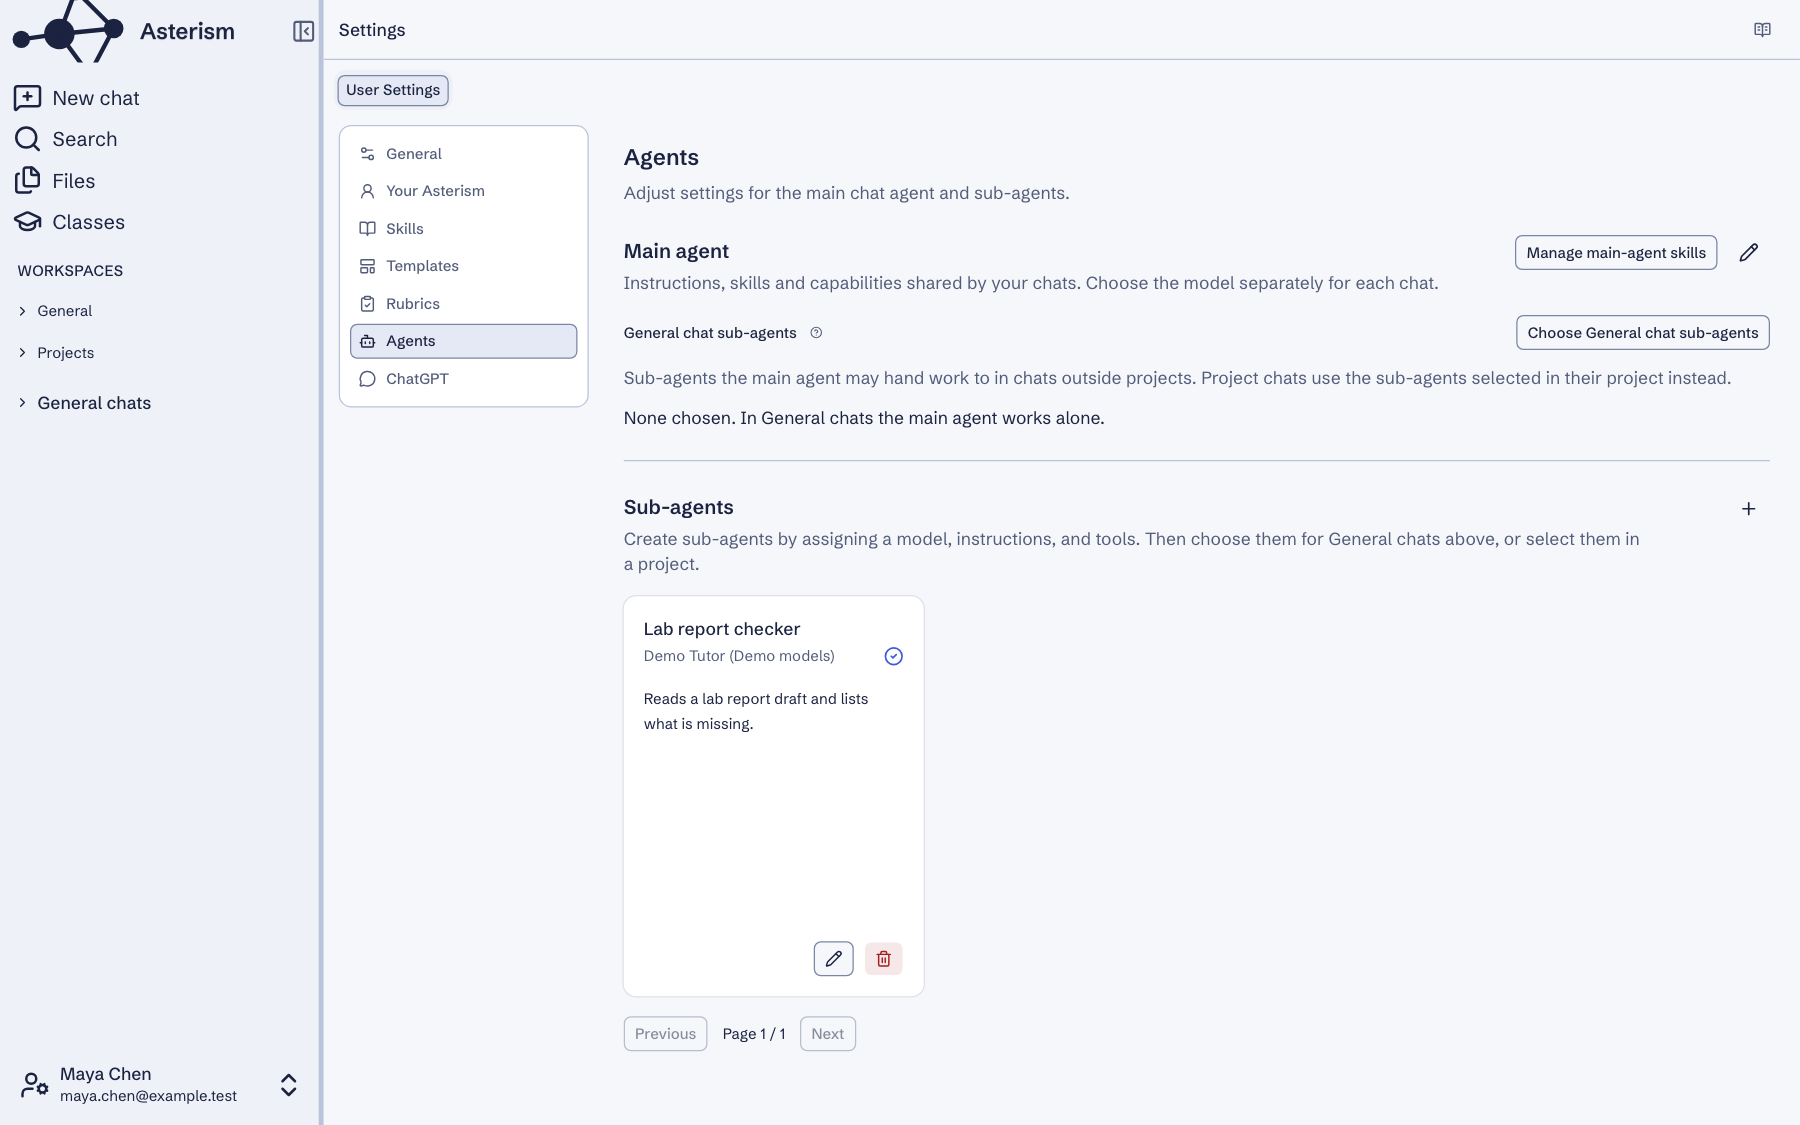 Asterism
Settings
New chat
Search
Files
Classes
WORKSPACES
General
Projects
General chats
Maya Chen
maya.chen@example.test
User Settings
General
Your Asterism
Skills
Templates
Rubrics
Agents
ChatGPT
Agents
Adjust settings for the main chat agent and sub-agents.
Main agent
Manage main-agent skills
Instructions, skills and capabilities shared by your chats. Choose the model separately for each chat.
General chat sub-agents
Choose General chat sub-agents
Sub-agents the main agent may hand work to in chats outside projects. Project chats use the sub-agents selected in their project instead.
None chosen. In General chats the main agent works alone.
Sub-agents
Create sub-agents by assigning a model, instructions, and tools. Then choose them for General chats above, or select them in
a project.
Lab report checker
Demo Tutor (Demo models)
Reads a lab report draft and lists
what is missing.
Previous
Page 1 / 1
Next